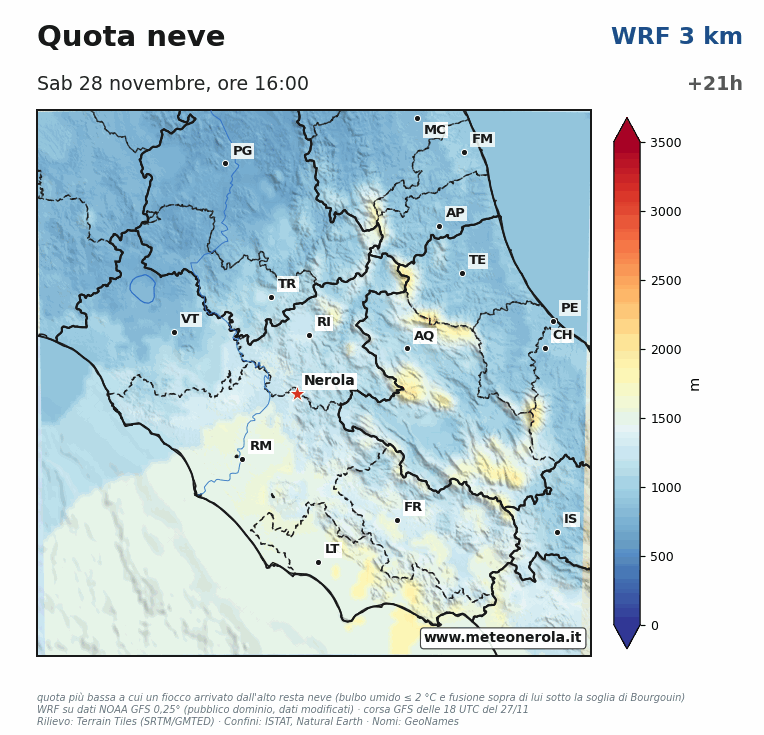 Quota neve
WRF 3 km
Sab 28 novembre, ore 16:00
+21h
MC
FM
PG
AP
TE
TR
PE
VT
RI
AQ
CH
Nerola
RM
FR
IS
LT
www.meteonerola.it
3500
3000
2500
2000
1500
1000
500
0
m
quota più bassa a cui un fiocco arrivato dall'alto resta neve (bulbo umido ≤ 2 °C e fusione sopra di lui sotto la soglia di Bourgouin)
WRF su dati NOAA GFS 0,25° (pubblico dominio, dati modificati) · corsa GFS delle 18 UTC del 27/11
Rilievo: Terrain Tiles (SRTM/GMTED) · Confini: ISTAT, Natural Earth · Nomi: GeoNames